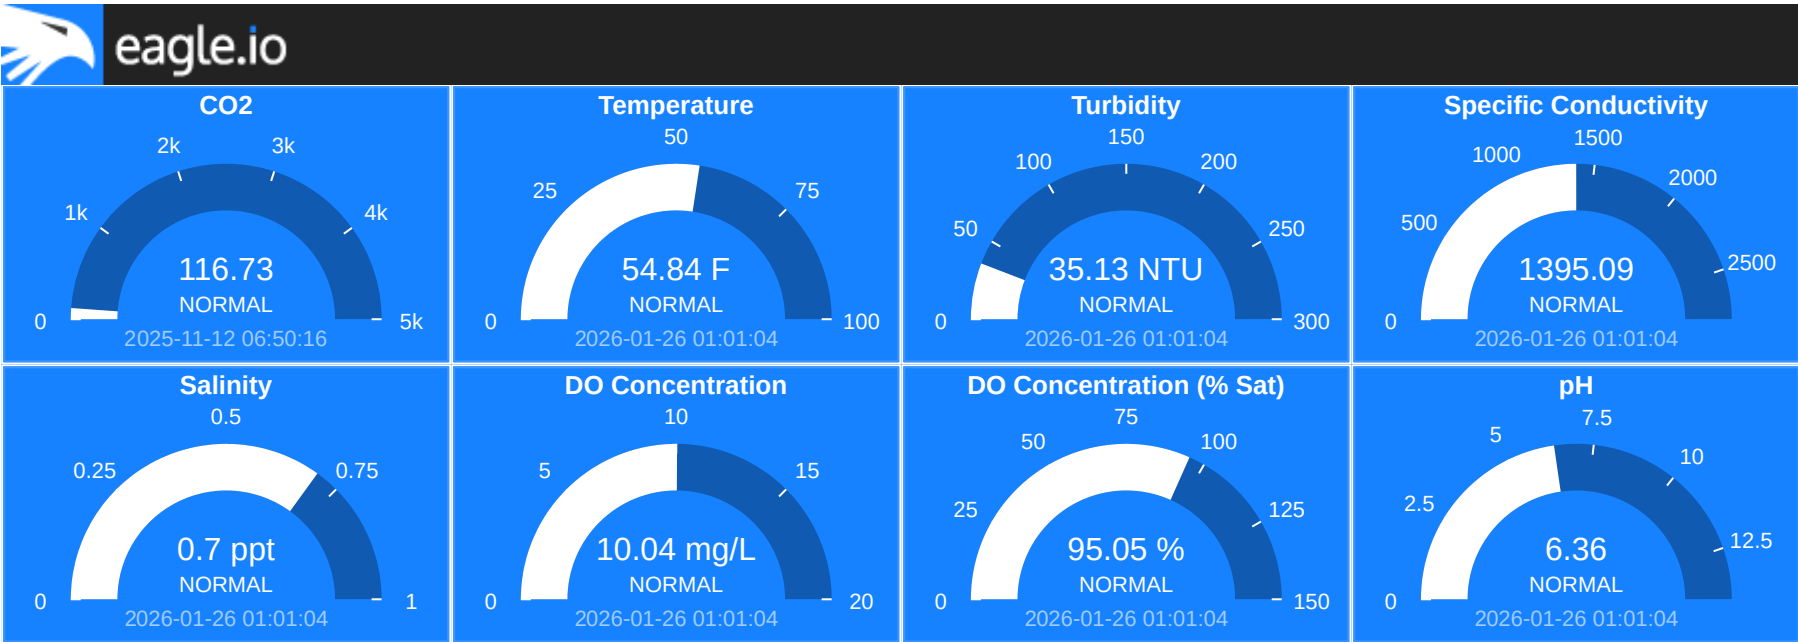 eagle.io
CO2
0
1k
2k
3k
4k
5k
116.73
NORMAL
2025-11-12 06:50:16
Temperature
0
25
50
75
100
54.84 F
NORMAL
2026-01-26 01:01:04
Turbidity
0
50
100
150
200
250
300
35.13 NTU
NORMAL
2026-01-26 01:01:04
Specific Conductivity
0
500
1000
1500
2000
2500
1395.09
NORMAL
2026-01-26 01:01:04
Salinity
0
0.25
0.5
0.75
1
0.7 ppt
NORMAL
2026-01-26 01:01:04
DO Concentration
0
5
10
15
20
10.04 mg/L
NORMAL
2026-01-26 01:01:04
DO Concentration (% Sat)
0
25
50
75
100
125
150
95.05 %
NORMAL
2026-01-26 01:01:04
pH
0
2.5
5
7.5
10
12.5
6.36
NORMAL
2026-01-26 01:01:04